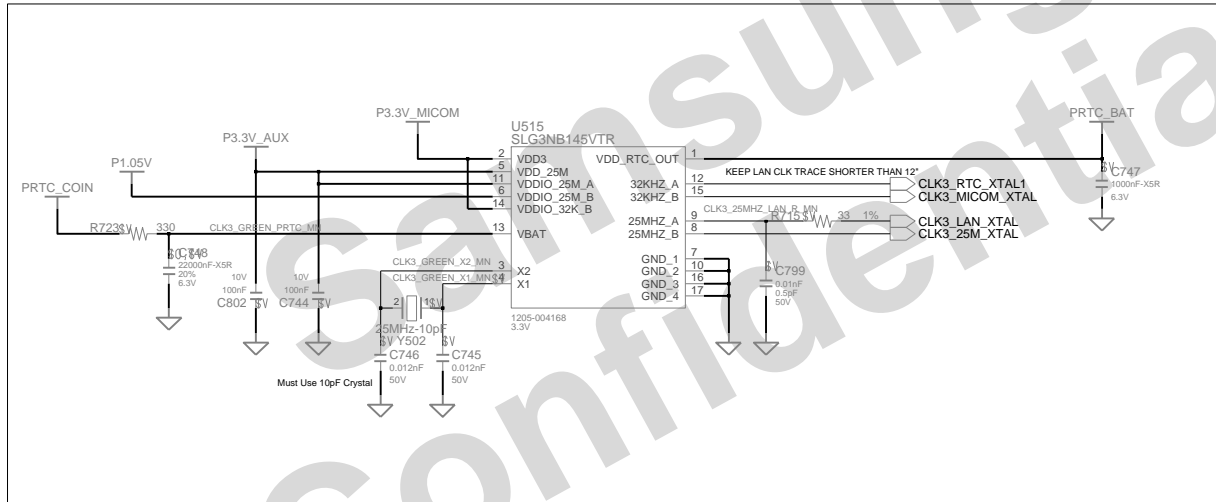 Samsung
Confidential
P3.3V_MICOM
PRTC_BAT
U515
SLG3NB145VTR
P3.3V_AUX
P1.05V
PRTC_COIN
2 VDD3 VDD_RTC_OUT 1
5 VDD_25M
KEEP LAN CLK TRACE SHORTER THAN 12"
11 VDDIO_25M_A 32KHZ_A 12 CLK3_RTC_XTAL1
6 VDDIO_25M_B 32KHZ_B 15 CLK3_MICOM_XTAL
14 VDDIO_32K_B
C747
1000nF-X5R
6.3V
CLK3_25MHZ_LAN_R_MN R715 33 1%
25MHZ_A 9 CLK3_LAN_XTAL
25MHZ_B 8 CLK3_25M_XTAL
R723 330 CLK3_GREEN_PRTC_MN 13 VBAT
C748
22000nF-X5R
20%
6.3V
GND_1 7
GND_2 10
GND_3 16
GND_4 17
CLK3_GREEN_X2_MN 3 X2
CLK3_GREEN_X1_MN 4 X1
C799
0.01nF
0.5pF
50V
10V
100nF
C802
10V
100nF
C744
2 1
25MHz-10pF
Y502
1205-004168
3.3V
C746
0.012nF
50V
C745
0.012nF
50V
Must Use 10pF Crystal